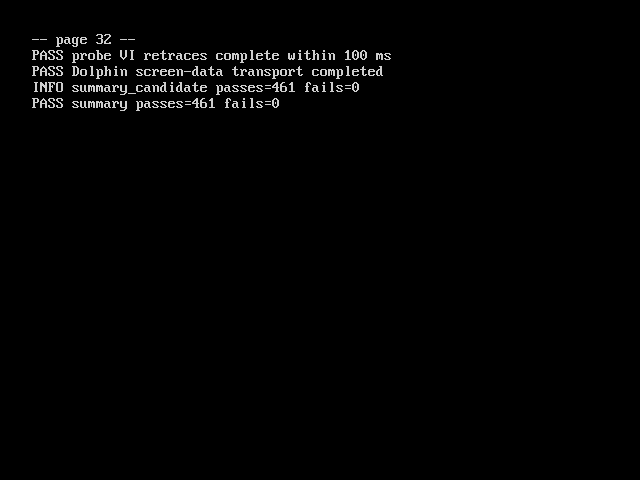 -- page 32 --
PASS probe VI retraces complete within 100 ms
PASS Dolphin screen-data transport completed
INFO summary_candidate passes=461 fails=0
PASS summary passes=461 fails=0